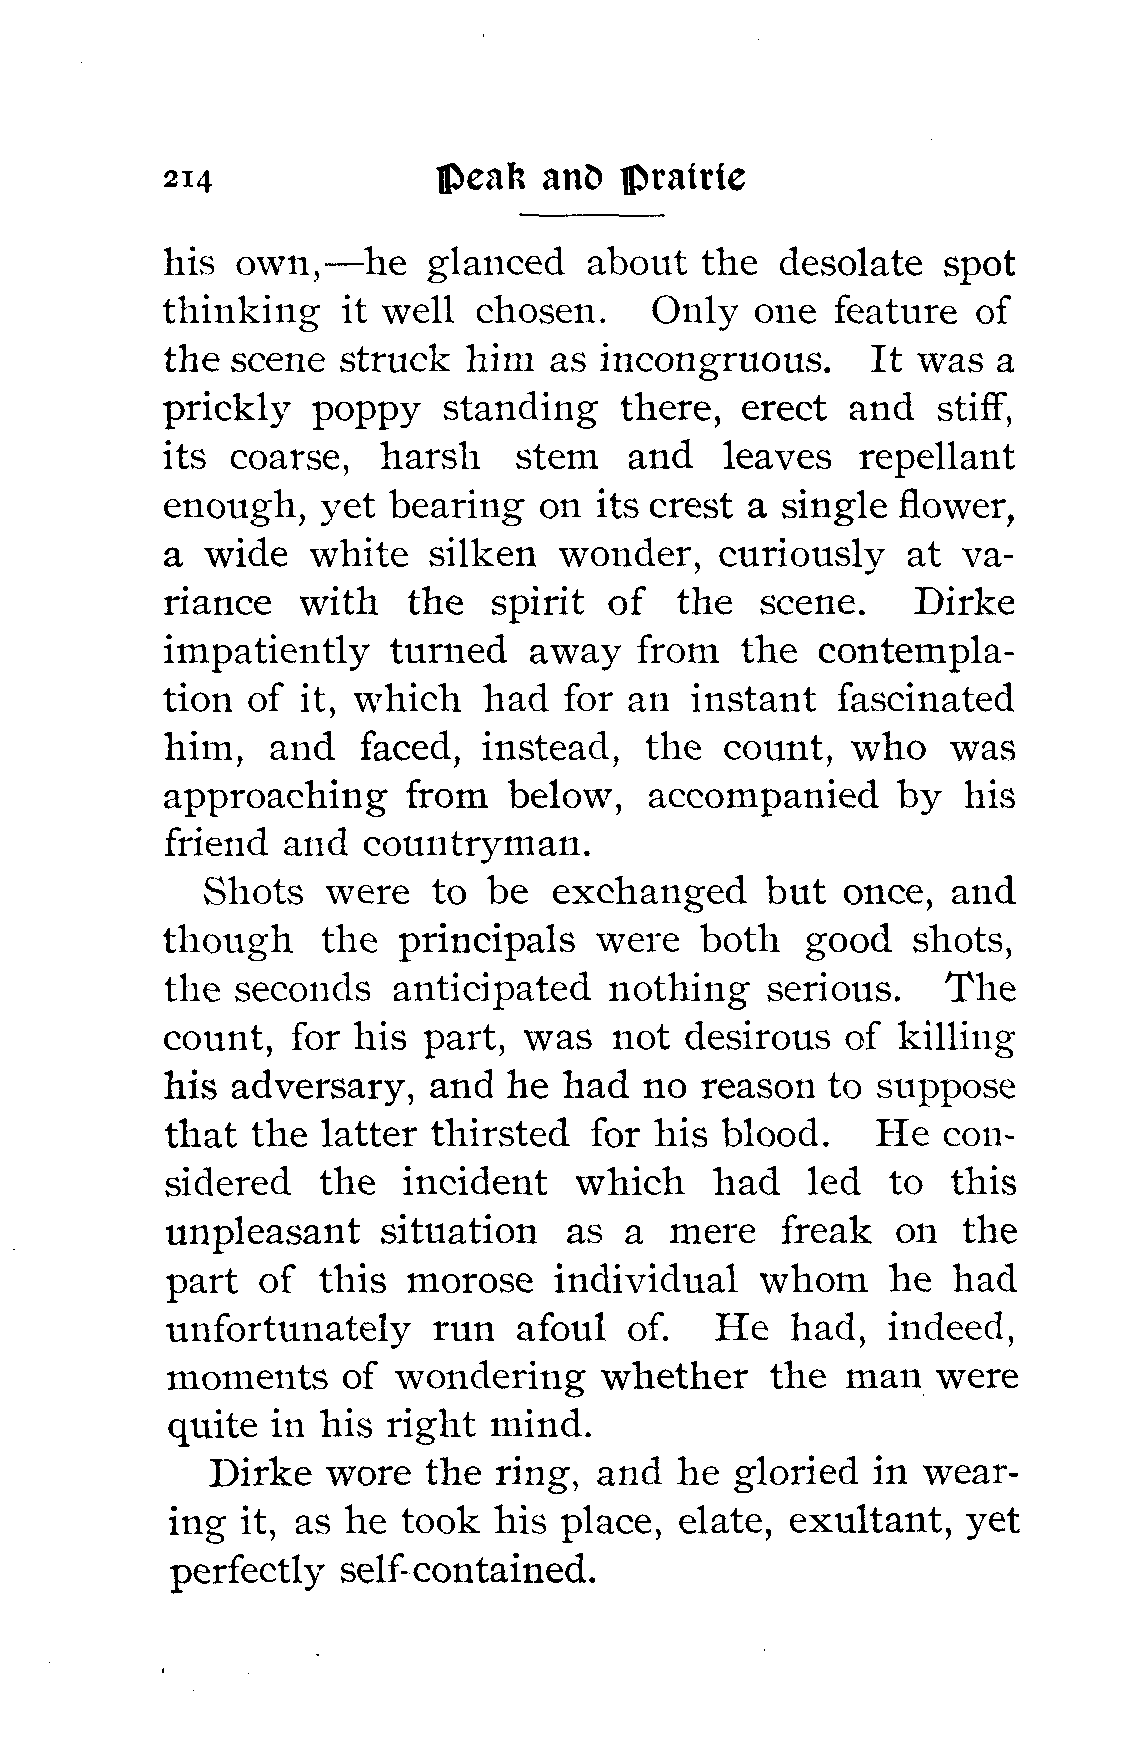 214 Peak and Prairie
his own,—he glanced about the desolate spot
thinking it well chosen. Only one feature of
the scene struck him as incongruous. It was a
prickly poppy standing there, erect and stiff,
its coarse, harsh stem and leaves repellant
enough, yet bearing on its crest a single flower,
a wide white silken wonder, curiously at va-
riance with the spirit of the scene. Dirke
impatiently turned away from the contempla-
tion of it, which had for an instant fascinated
him, and faced, instead, the count, who was
approaching from below, accompanied by his
friend and countryman.
Shots were to be exchanged but once, and
though the principals were both good shots,
the seconds anticipated nothing serious. The
count, for his part, was not desirous of killing
his adversary, and he had no reason to suppose
that the latter thirsted for his blood. He con-
sidered the incident which had led to this
unpleasant situation as a mere freak on the
part of this morose individual whom he had
unfortunately run afoul of. He had, indeed,
moments of wondering whether the man were
quite in his right mind.
Dirke wore the ring, and he gloried in wear-
ing it, as he took his place, elate, exultant, yet
perfectly self-contained.